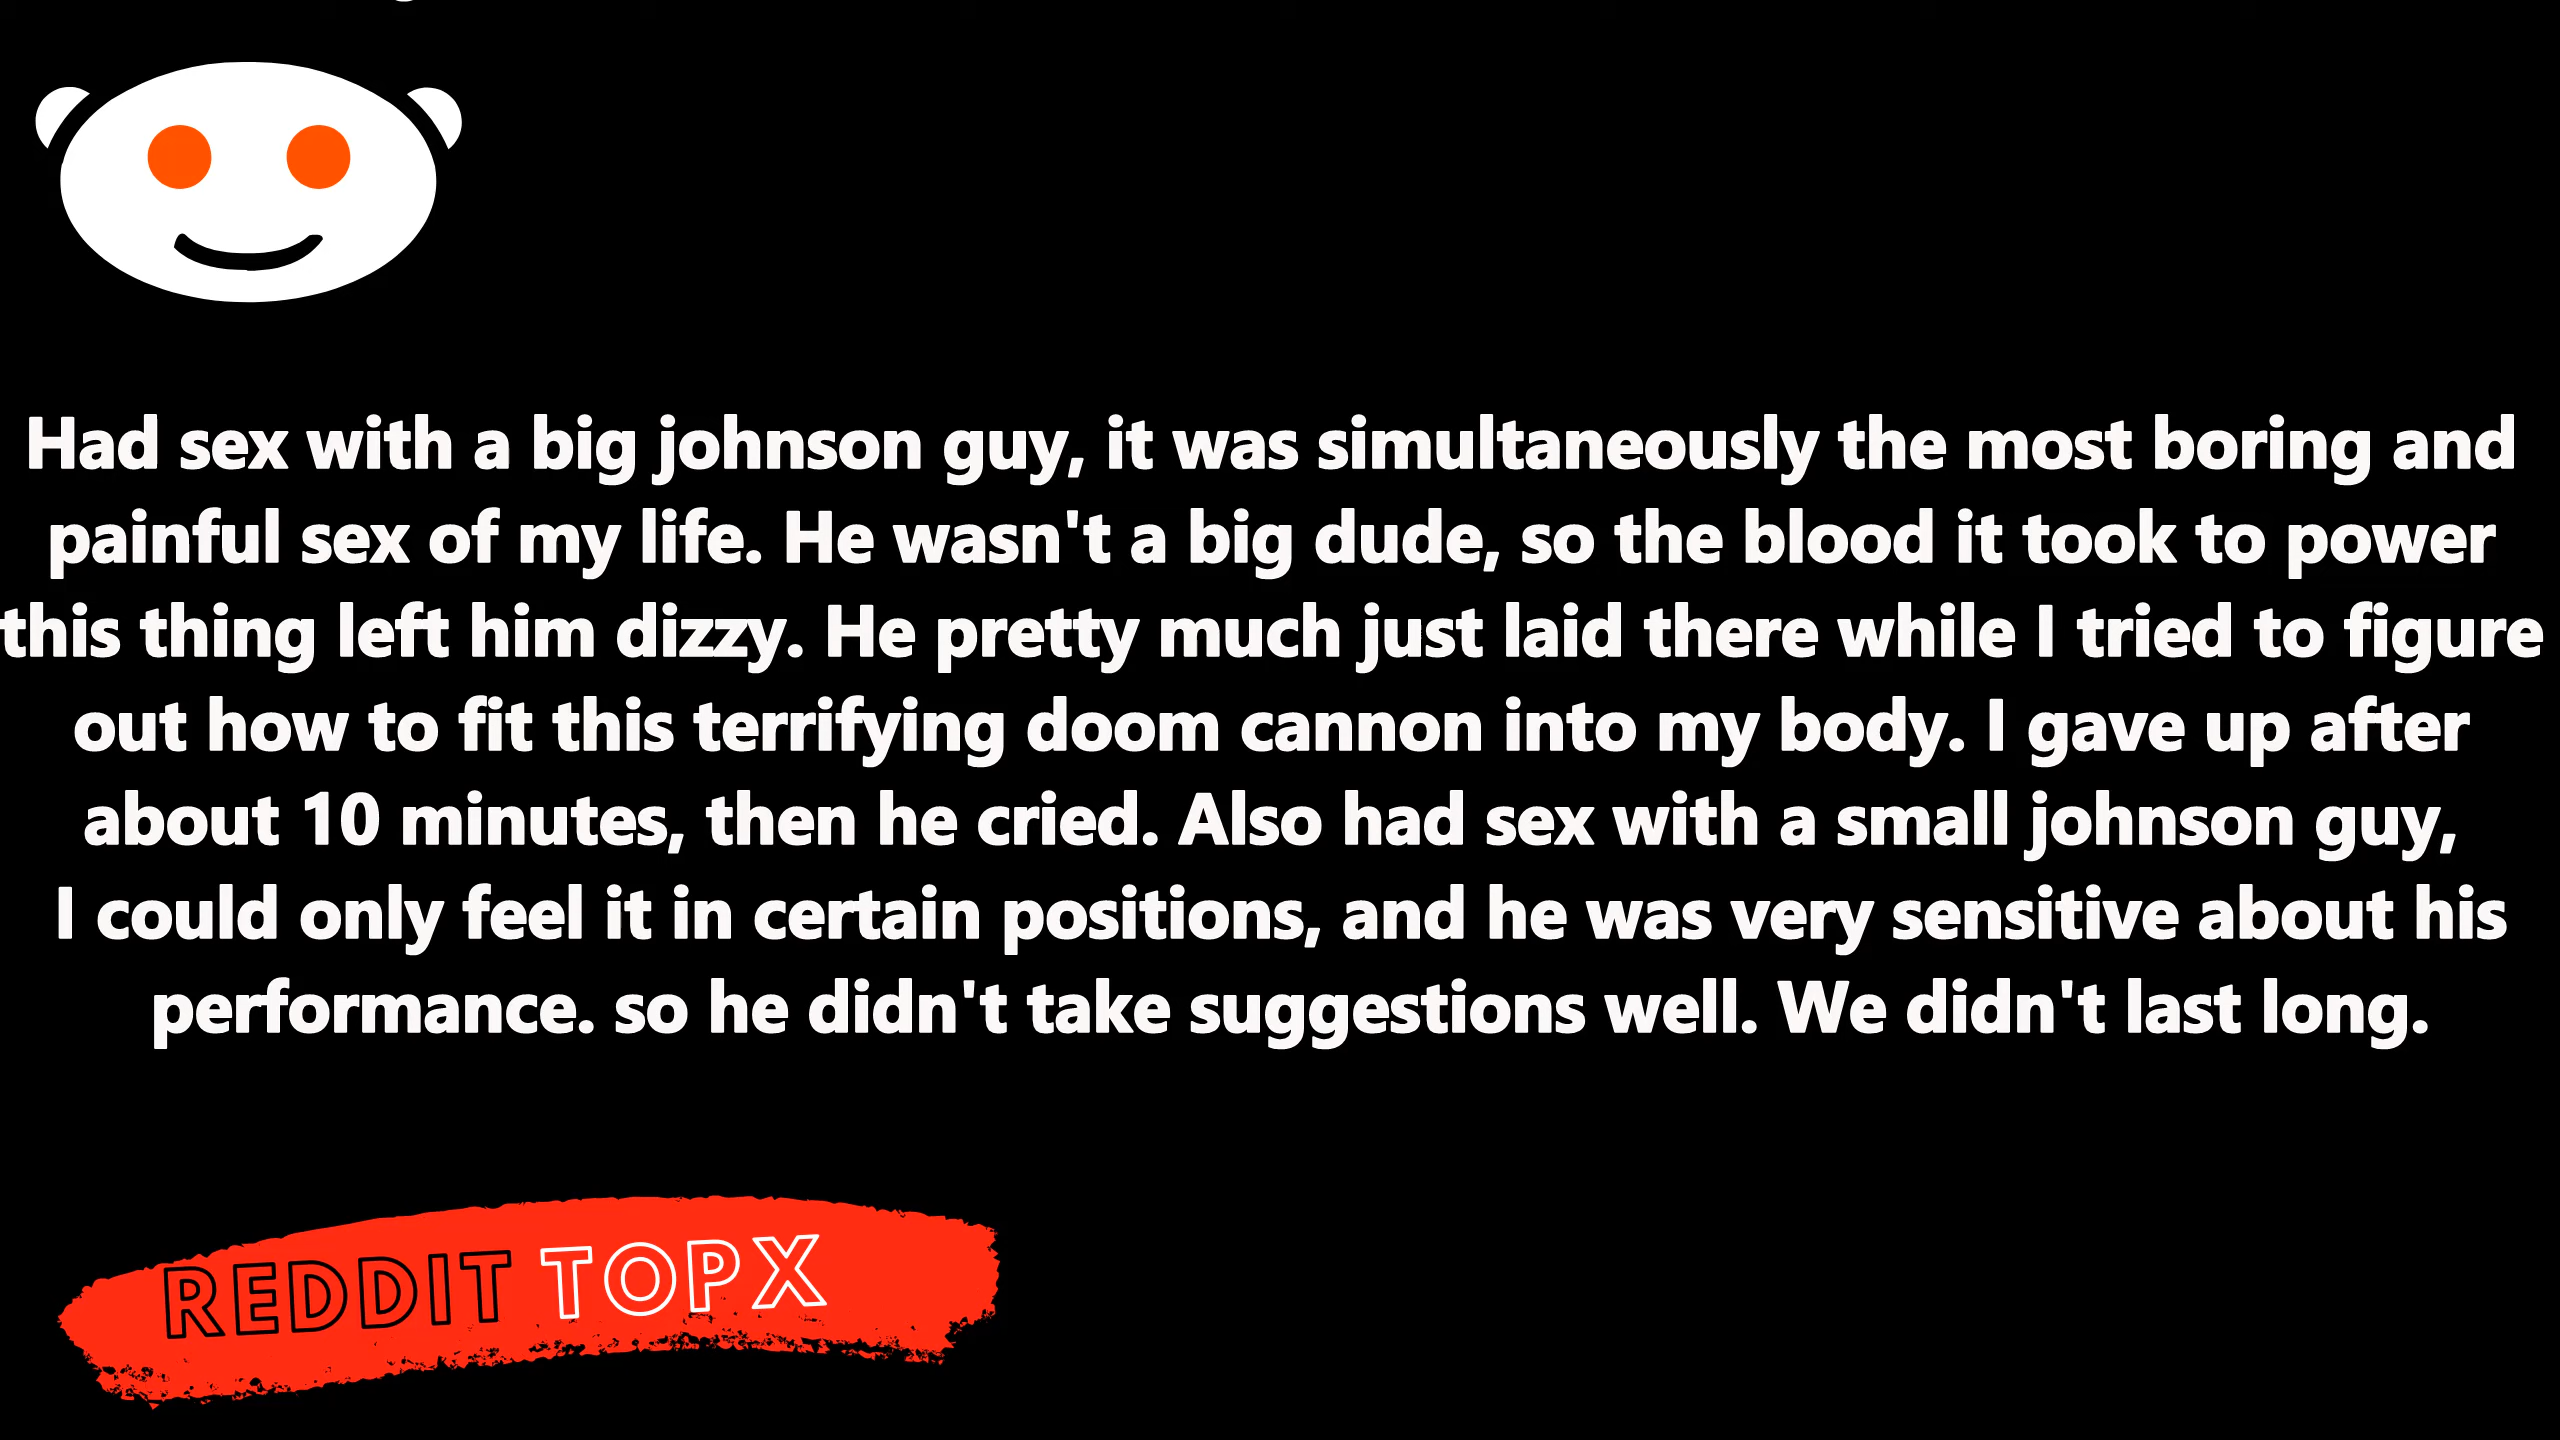 Had sex with a big johnson guy, it was simultaneously the most boring and
painful sex of my life. He wasn't a big dude, so the blood it took to power
this thing left him dizzy. He pretty much just laid there while I tried to figure
out how to fit this terrifying doom cannon into my body. I gave up after
about 10 minutes, then he cried. Also had sex with a small johnson guy,
I could only feel it in certain positions, and he was very sensitive about his
performance. so he didn't take suggestions well. We didn't last long.
REDDIT TOPX